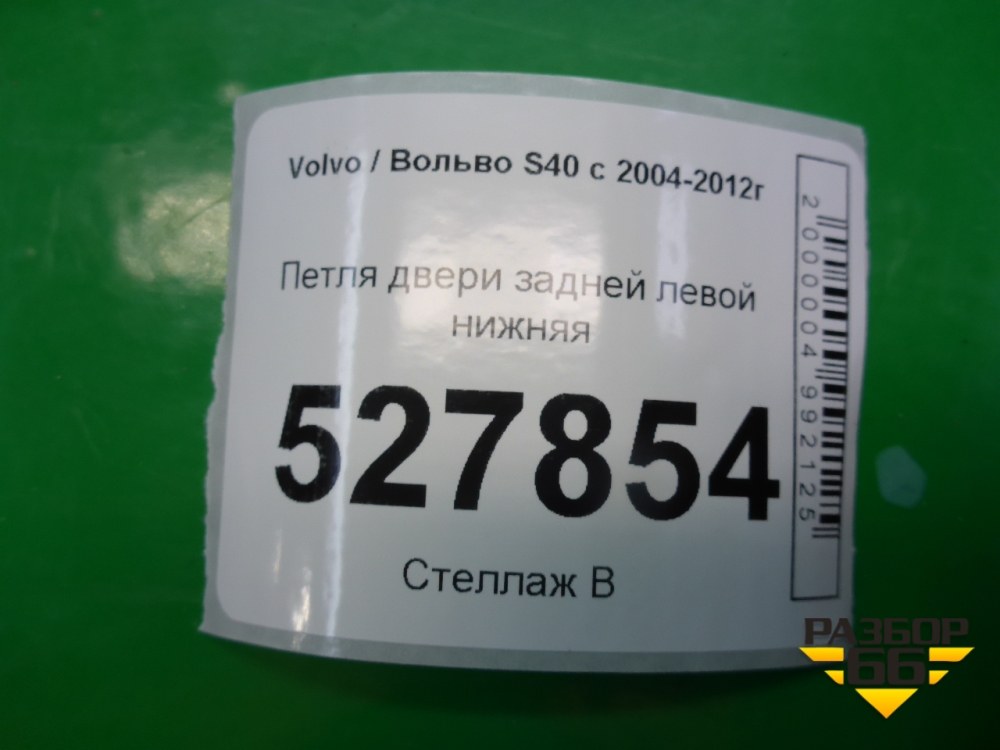 Volvo / Вольво S40 с 2004-2012г
Петля двери задней левой
нижняя
527854
Стеллаж В
2000004992125
РАЗБОР
66